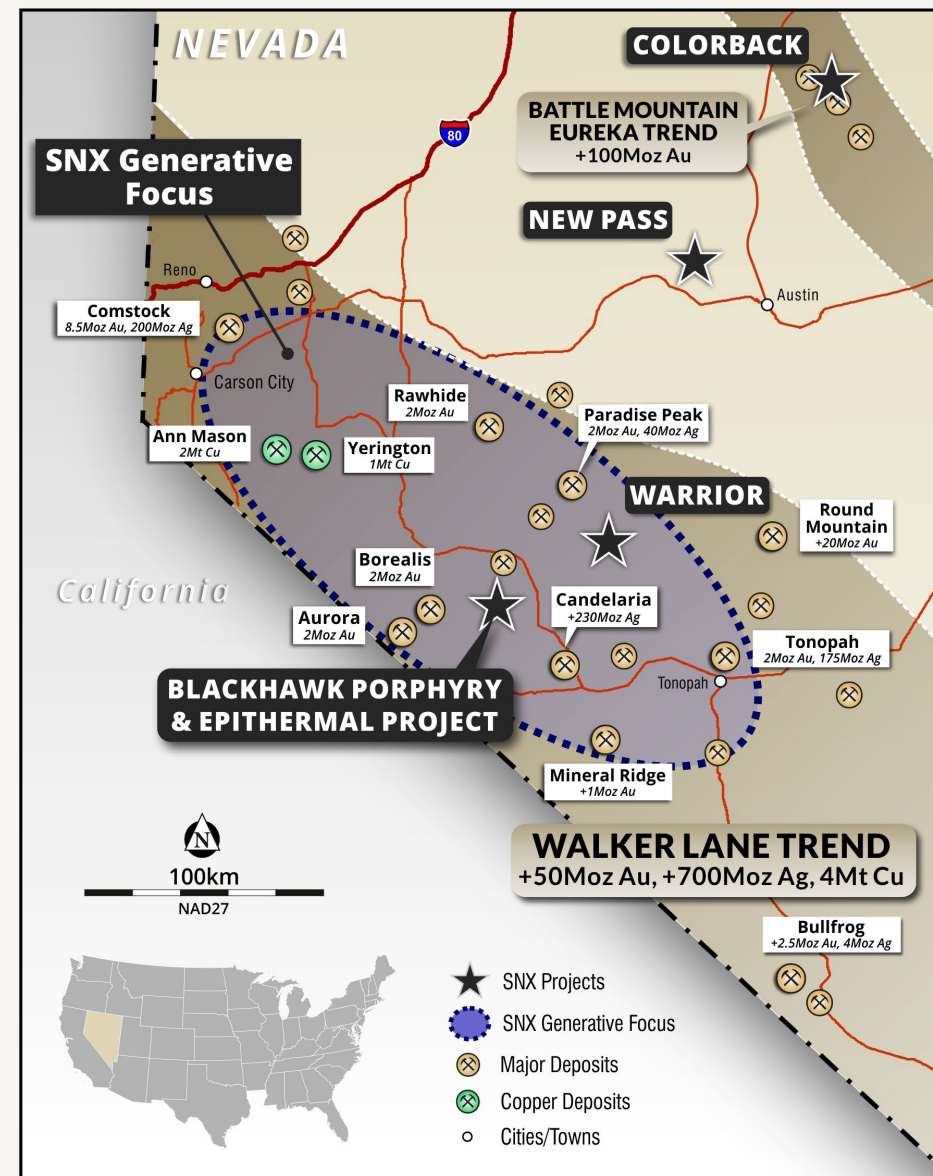 NEVADA
COLORBACK
BATTLE MOUNTAIN
EUREKA TREND
+100Moz Au
80
SNX Generative
Focus
NEW PASS
Reno
Austin
Comstock
8.5Moz Au, 200Moz Ag
Carson City
Rawhide
2Moz Au
Paradise Peak
2Moz Au, 40Moz Ag
Ann Mason
2Mt Cu
Yerington
1Mt Cu
WARRIOR
Round
Mountain
+20Moz Au
Borealis
2Moz Au
California
Candelaria
+230Moz Ag
Aurora
2Moz Au
Tonopah
2Moz Au, 175Moz Ag
Tonopah
BLACKHAWK PORPHYRY
& EPITHERMAL PROJECT
Mineral Ridge
+1Moz Au
N
100km
NAD27
WALKER LANE TREND
+50Moz Au, +700Moz Ag, 4Mt Cu
Bullfrog
+2.5Moz Au, 4Moz Ag
SNX Projects
SNX Generative Focus
Major Deposits
Copper Deposits
Cities/Towns